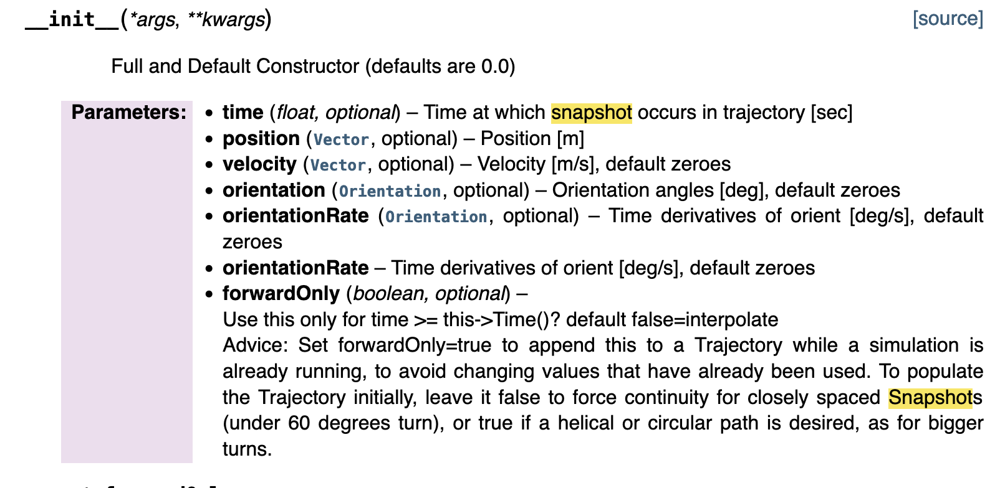 __init__(*args, **kwargs) [source]
Full and Default Constructor (defaults are 0.0)
Parameters: • time (float, optional) – Time at which snapshot occurs in trajectory [sec]
• position (Vector, optional) – Position [m]
• velocity (Vector, optional) – Velocity [m/s], default zeroes
• orientation (Orientation, optional) – Orientation angles [deg], default zeroes
• orientationRate (Orientation, optional) – Time derivatives of orient [deg/s], default
zeroes
• orientationRate – Time derivatives of orient [deg/s], default zeroes
• forwardOnly (boolean, optional) –
Use this only for time >= this->Time()? default false=interpolate
Advice: Set forwardOnly=true to append this to a Trajectory while a simulation is
already running, to avoid changing values that have already been used. To populate
the Trajectory initially, leave it false to force continuity for closely spaced Snapshots
(under 60 degrees turn), or true if a helical or circular path is desired, as for bigger
turns.